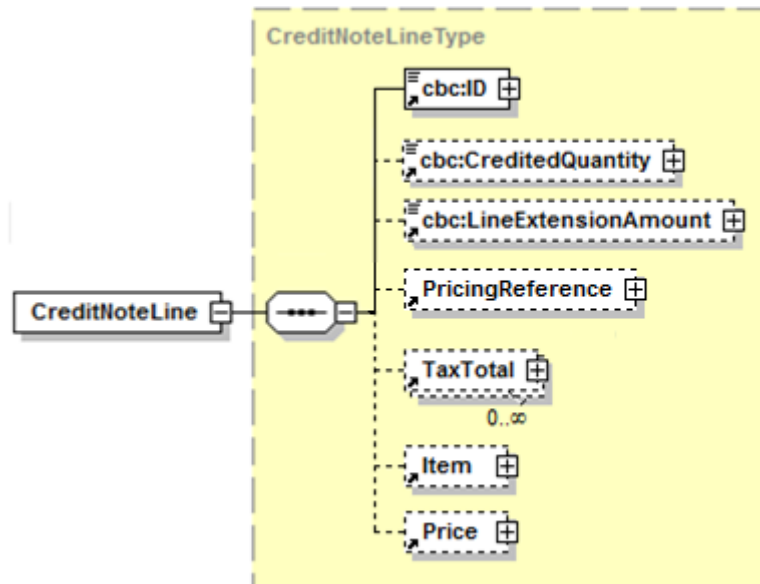 CreditNoteLineType
cbc:ID
cbc:CreditedQuantity
cbc:LineExtensionAmount
PricingReference
CreditNoteLine
TaxTotal
0..∞
Item
Price